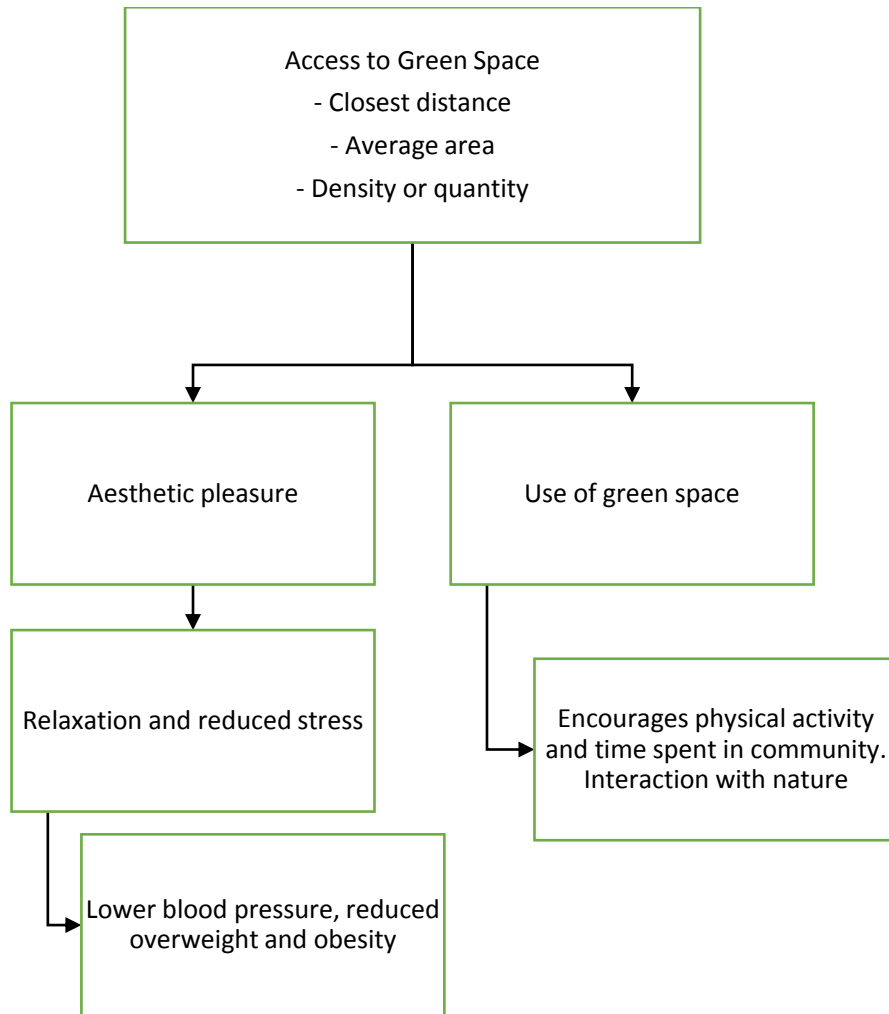 Access to Green Space
- Closest distance
- Average area
- Density or quantity
Aesthetic pleasure
Use of green space
Relaxation and reduced stress
Encourages physical activity
and time spent in community.
Interaction with nature
Lower blood pressure, reduced
overweight and obesity